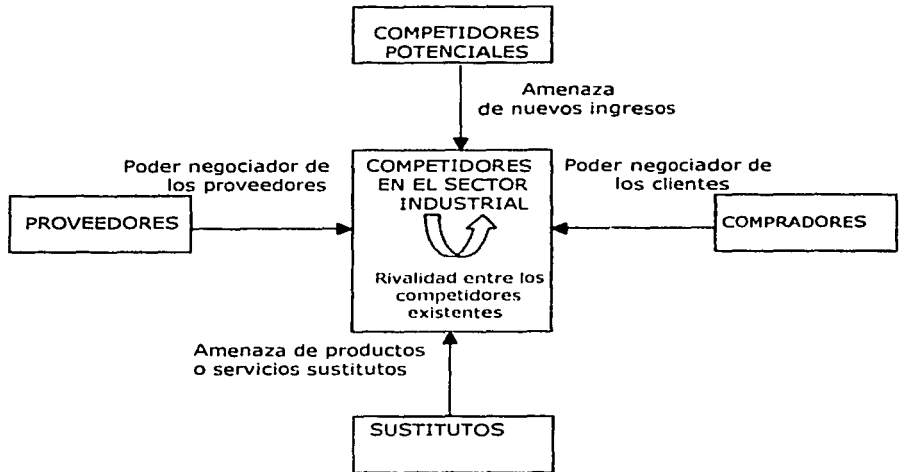 COMPETIDORES
POTENCIALES
Amenaza
de nuevos ingresos
Poder negociador de
los proveedores
COMPETIDORES
EN EL SECTOR
INDUSTRIAL
Poder negociador de
los clientes
PROVEEDORES
COMPRADORES
Rivalidad entre los
competidores
existentes
Amenaza de productos
o servicios sustitutos
SUSTITUTOS